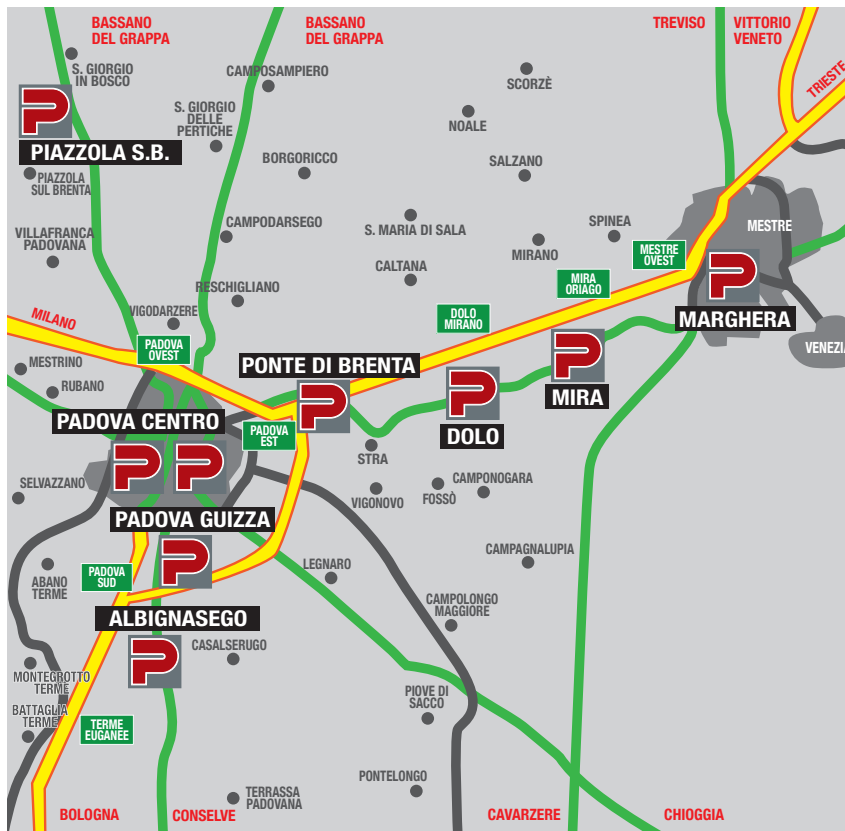 BASSANO
DEL GRAPPA
BASSANO
DEL GRAPPA
TREVISO
VITTORIO
VENETO
TRIESTE
S. GIORGIO
IN BOSCO
CAMPOSAMPIERO
SCORZÈ
S. GIORGIO
DELLE
PERTICHE
NOALE
P
PIAZZOLA S.B.
BORGORICCO
SALZANO
PIAZZOLA
SUL BRENTA
VILLAFRANCA
PADOVANA
CAMPODARSEGO
S. MARIA DI SALA
SPINEA
MESTRE
MIRANO
MESTRE
OVEST
CALTANA
MIRA
ORIAGO
P
RESCHIGLIANO
MILANO
VIGODARZERE
DOLO
MIRANO
MARGHERA
PADOVA
OVEST
VENEZIA
MESTRINO
PONTE DI BRENTA
P
MIRA
RUBANO
P
P
DOLO
PADOVA CENTRO
PADOVA
EST
P
P
STRA
SELVAZZANO
VIGONOVO
FOSSÒ
CAMPONOGARA
PADOVA GUIZZA
P
CAMPAGNALUPIA
ABANO
TERME
PADOVA
SUD
LEGNARO
ALBIGNASEGO
P
CAMPOLONGO
MAGGIORE
CASALSERUGO
MONTEGROTTO
TERME
BATTAGLIA
TERME
TERME
EUGANEE
PIOVE DI
SACCO
PONTELONGO
TERRASSA
PADOVANA
BOLOGNA
CONSELVE
CAVARZERE
CHIOGGIA